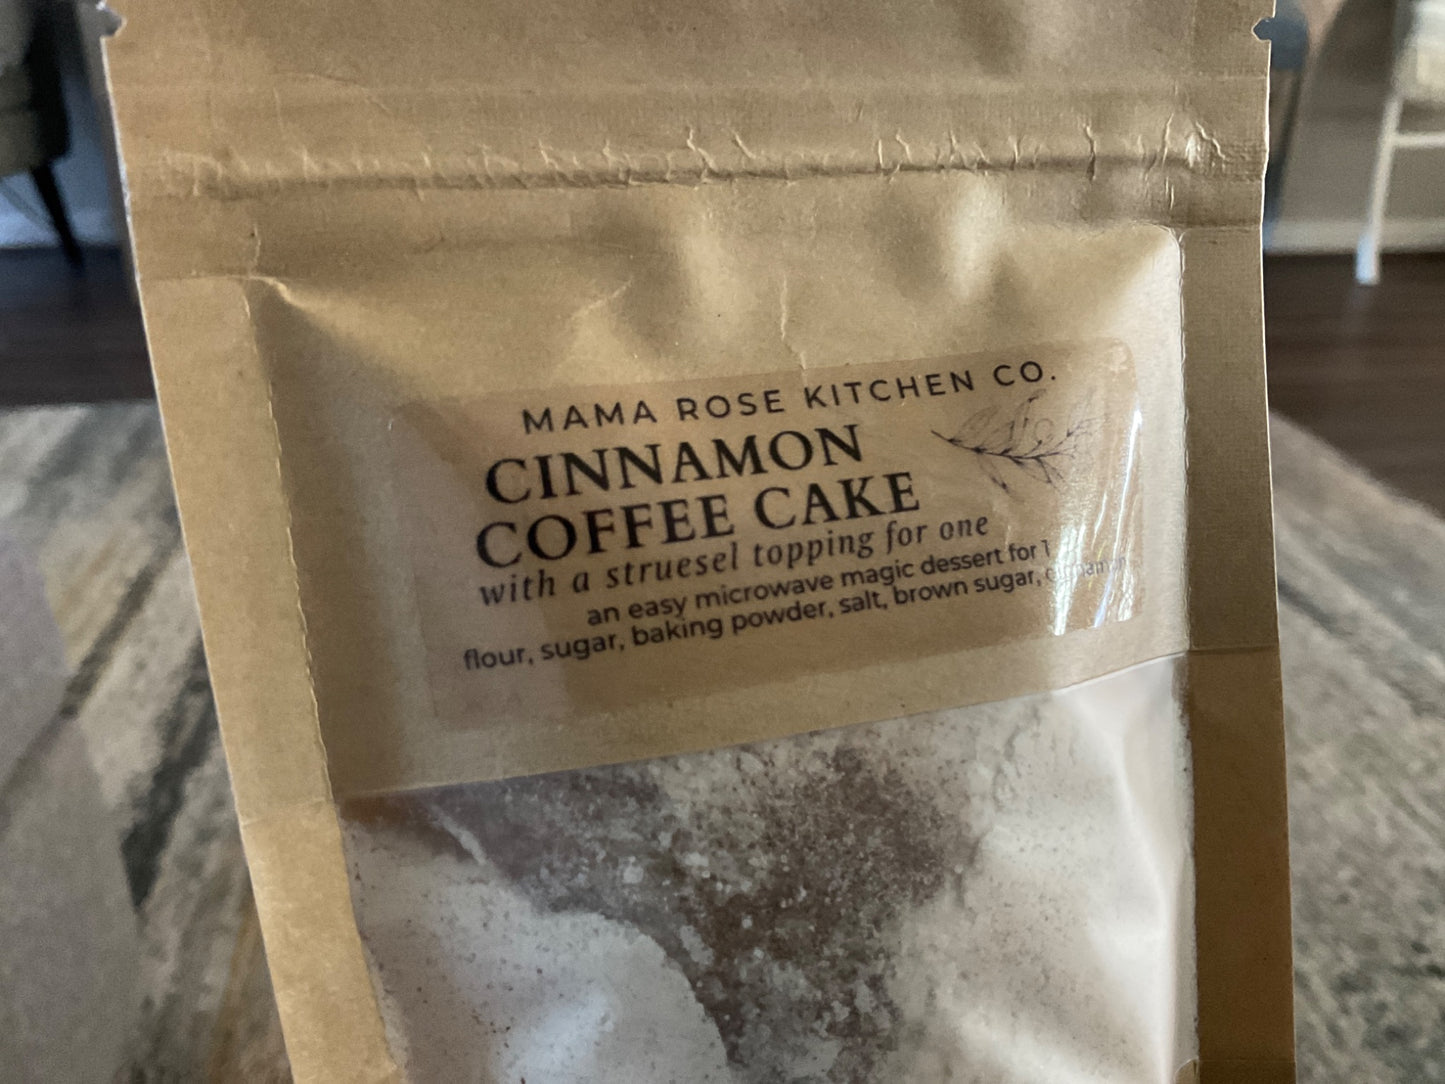 MAMA ROSE KITCHEN CO.
CINNAMON
COFFEE CAKE
with a struesel topping for one
an easy microwave magic dessert for 1
flour, sugar, baking powder, salt, brown sugar, cinnamon